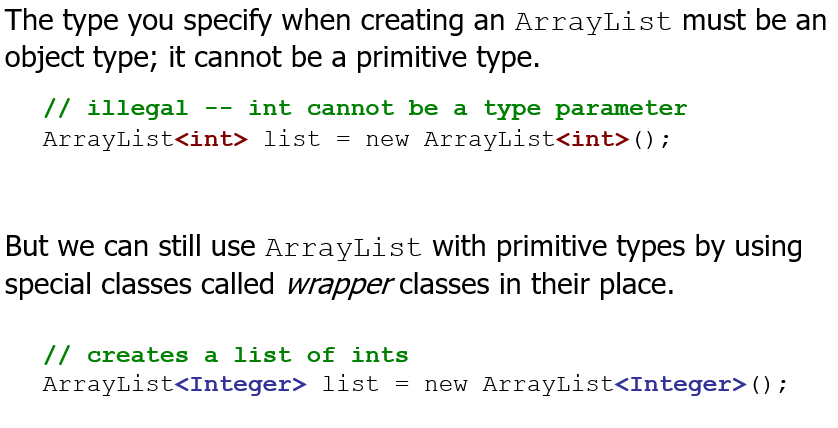 The type you specify when creating an ArrayList must be an
object type; it cannot be a primitive type.
// illegal -- int cannot be a type parameter
ArrayList<int> list = new ArrayList<int>();
But we can still use ArrayList with primitive types by using
special classes called wrapper classes in their place.
// creates a list of ints
ArrayList<Integer> list = new ArrayList<Integer>();